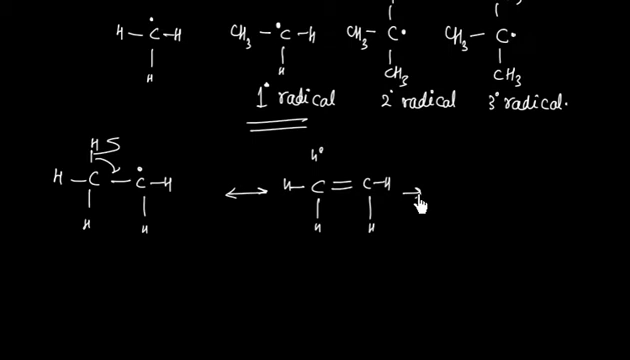 H – Ċ – H   CH₃ – Ċ – H   CH₃ – C•   CH₃ – C•
H   H   CH₃   CH₃
1° radical   2° radical   3° radical.
H   H•
H – C – Ċ – H ⟷ H – C = C – H →
H   H   H   H